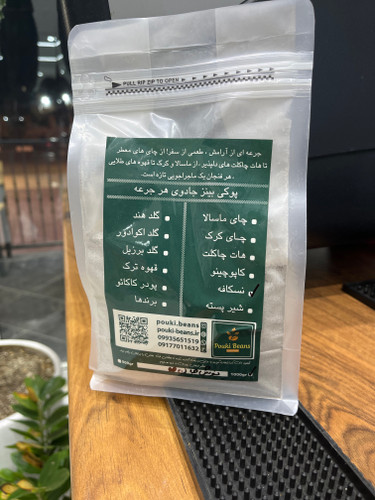 PULL RIP ZIP TO OPEN
جرعه ای از آرامش ، طعمی از سفر! از چای های معطر
تا هات چاکلت های دلپذیر، از ماسالا و کرک تا قهوه های طلایی
، هر فنجان یک ماجراجویی تازه است.
پوکی بینز جادوی هر جرعه
چای ماسالا
چای کرک
هات چاکلت
کاپوچینو
نسکافه
شیر پسته
گلد هند
گلد اکوادور
گلد برزیل
قهوه ترک
پودر کاکائو
برندها
pouki.beans
pouki-beans.ir
09935651519
09177011632
Pouki Beans